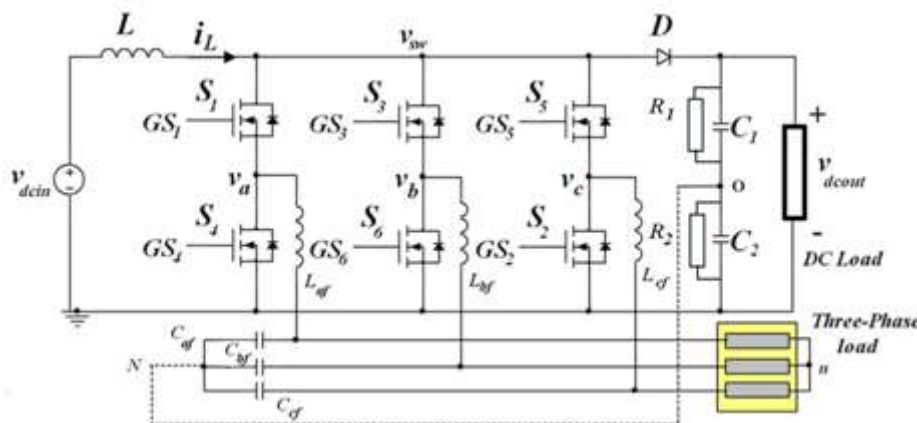 L
i_L
v_sw
D
S_1
S_3
S_5
GS_1
GS_3
GS_5
R_1
C_1
+
v_dcin
+
-
v_a
v_b
v_c
O
v_dcout
S_4
S_6
S_2
GS_4
GS_6
GS_2
R_2
C_2
-
DC Load
L_af
L_bf
L_cf
Three-Phase
load
C_af
C_bf
N
n
C_cf